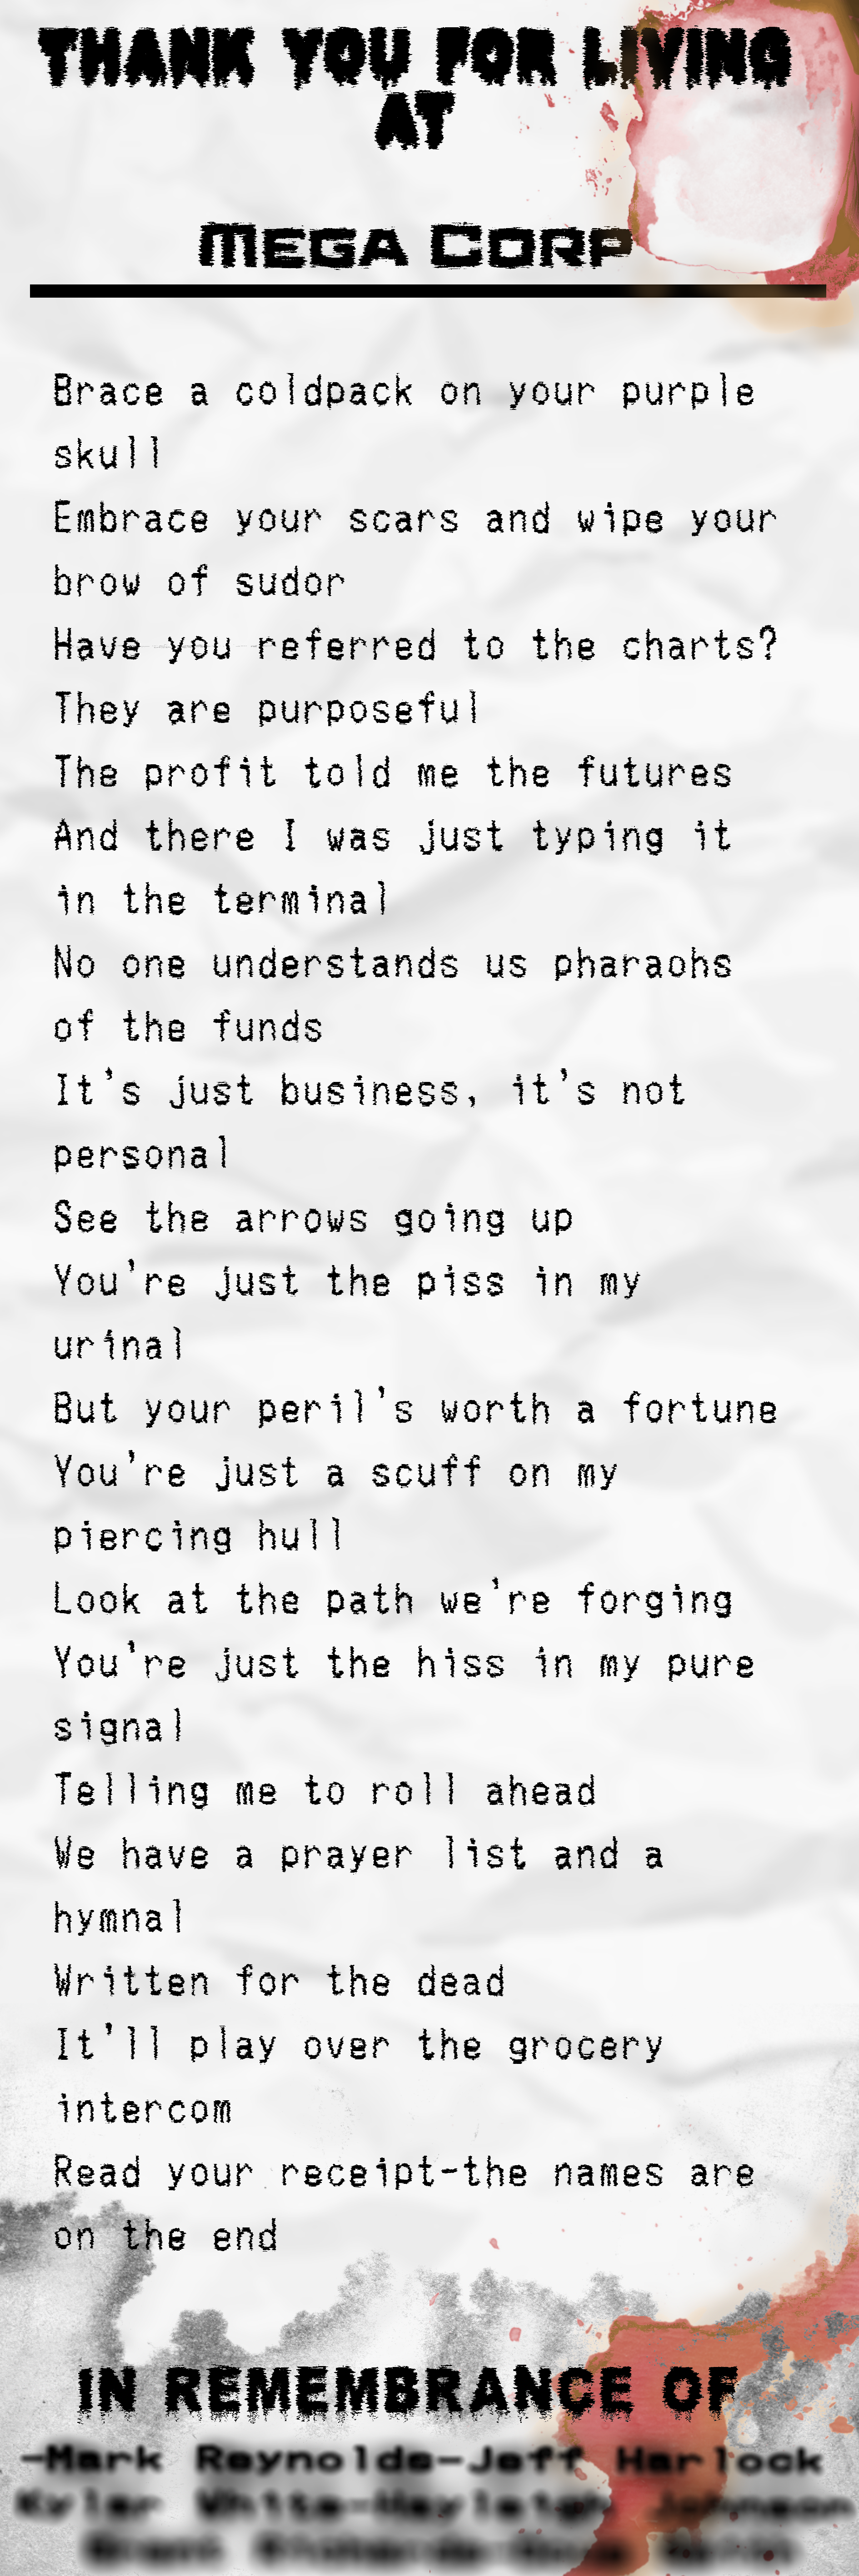 THANK YOU FOR LIVING
AT
MEGA CORP
Brace a coldpack on your purple
skull
Embrace your scars and wipe your
brow of sudor
Have you referred to the charts?
They are purposeful
The profit told me the futures
And there I was just typing it
in the terminal
No one understands us pharaohs
of the funds
It's just business, it's not
personal
See the arrows going up
You're just the piss in my
urinal
But your peril's worth a fortune
You're just a scuff on my
piercing hull
Look at the path we're forging
You're just the hiss in my pure
signal
Telling me to roll ahead
We have a prayer list and a
hymnal
Written for the dead
It'll play over the grocery
intercom
Read your receipt-the names are
on the end
IN REMEMBRANCE OF
-Mark Reynolds-Jeff Harlock
Kyler White-Hayleigh Johnson